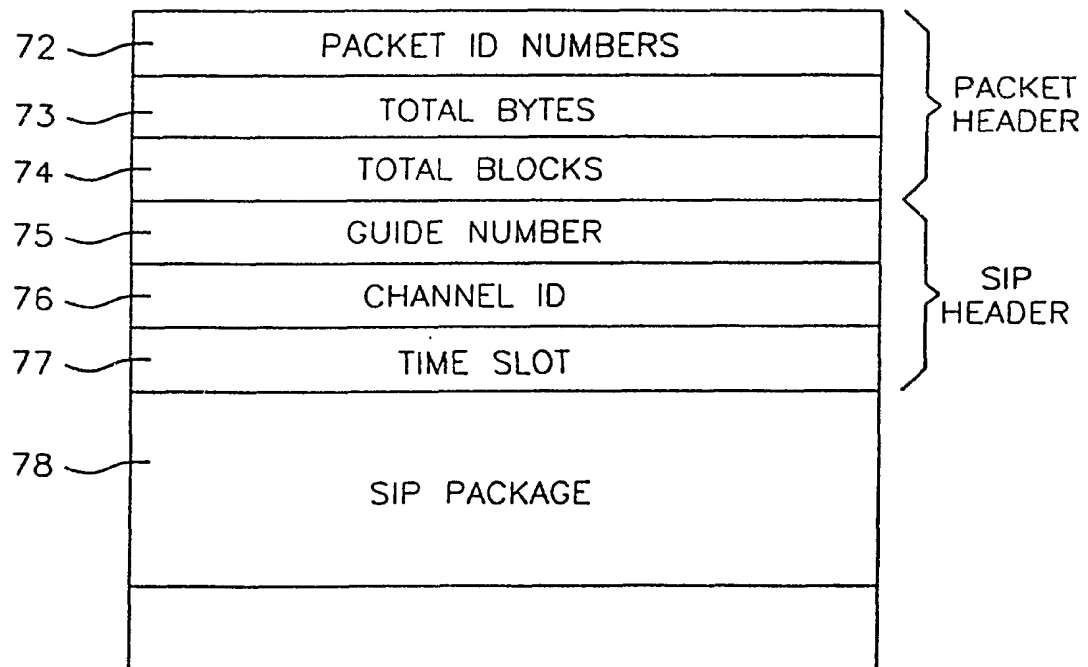 72 PACKET ID NUMBERS
73 TOTAL BYTES
74 TOTAL BLOCKS
PACKET
HEADER
75 GUIDE NUMBER
76 CHANNEL ID
77 TIME SLOT
SIP
HEADER
78 SIP PACKAGE